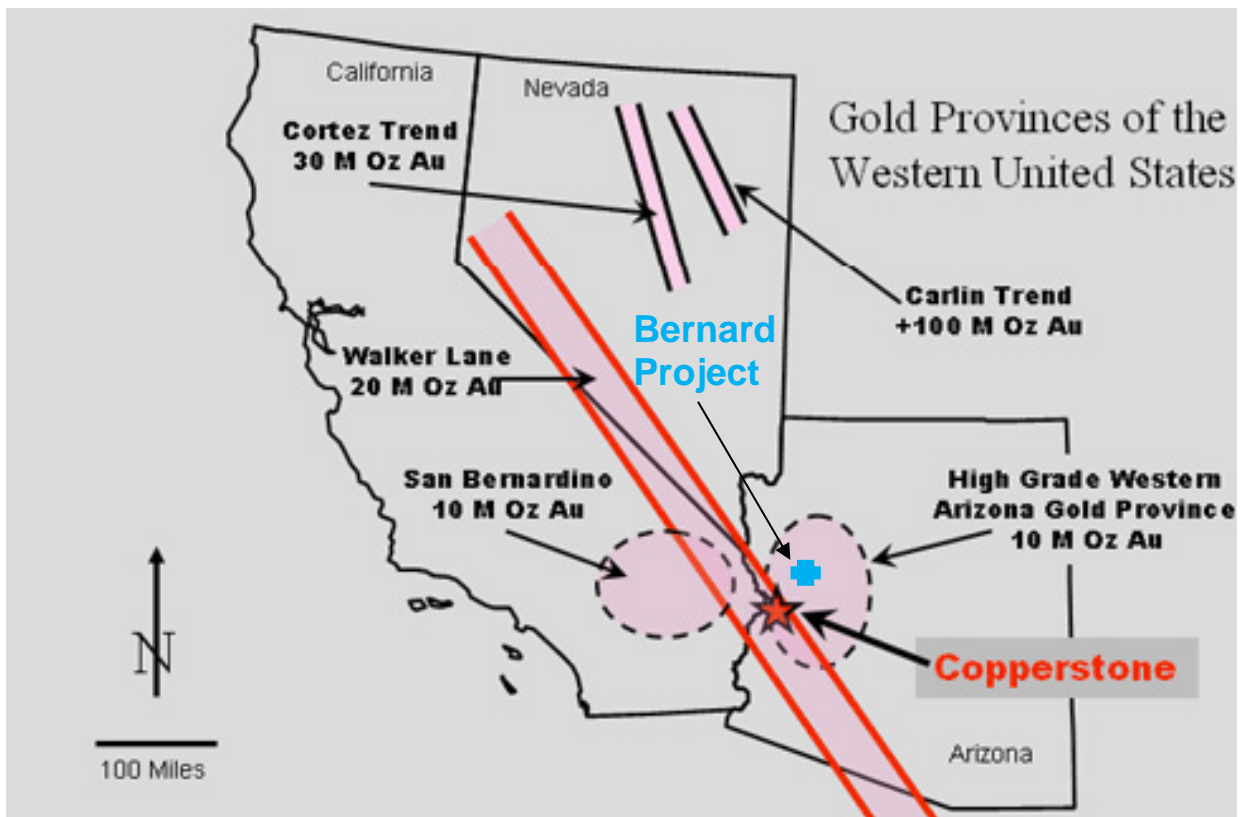 California
Nevada
Gold Provinces of the
Western United States
Cortez Trend
30 M Oz Au
Carlin Trend
+100 M Oz Au
Bernard
Project
Walker Lane
20 M Oz Au
San Bernardino
10 M Oz Au
High Grade Western
Arizona Gold Province
10 M Oz Au
N
Copperstone
100 Miles
Arizona